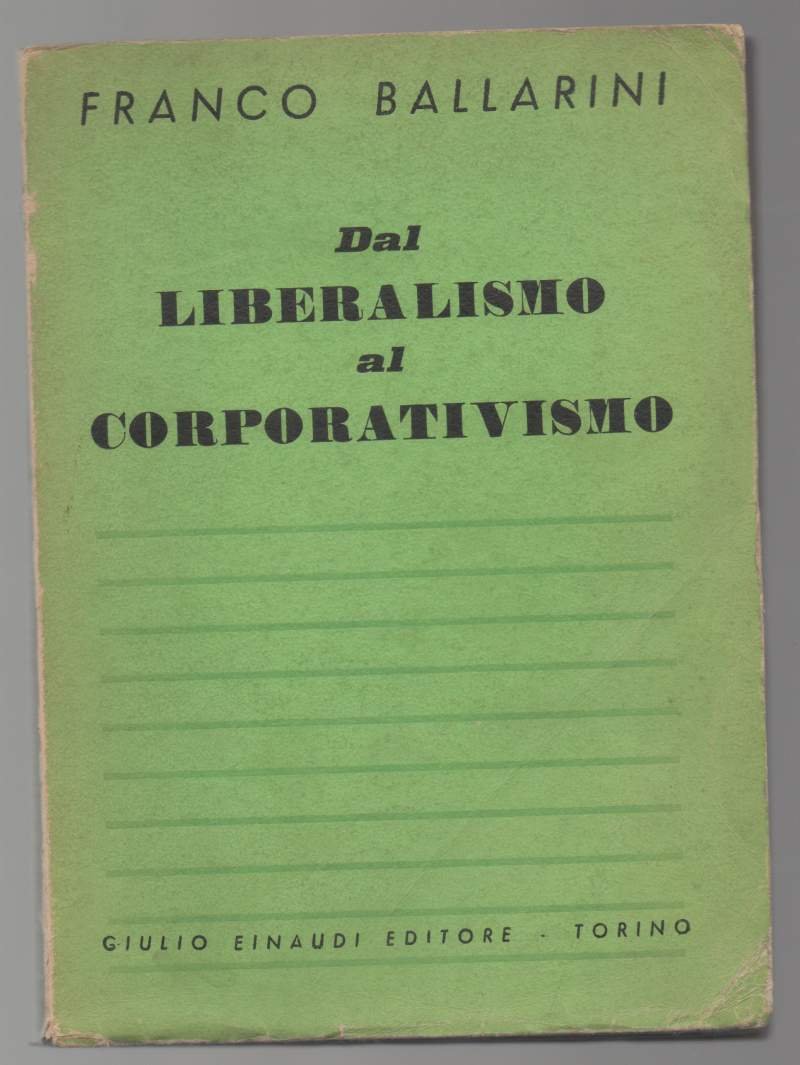 FRANCO BALLARINI
Dal
LIBERALISMO
al
CORPORATIVISMO
GIULIO EINAUDI EDITORE - TORINO